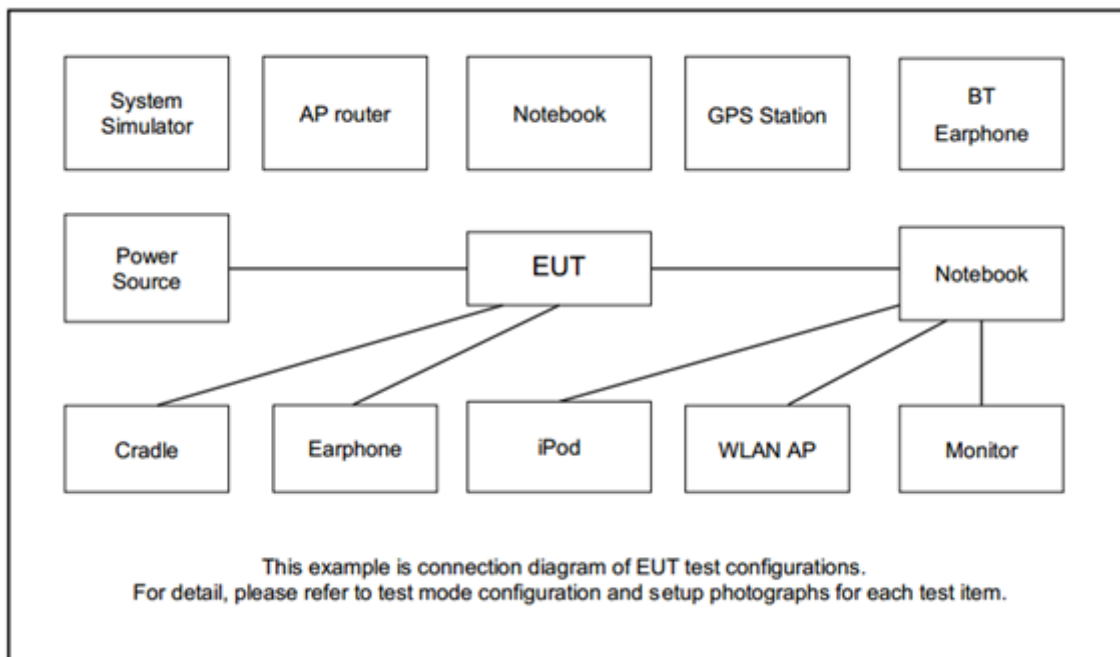 System
Simulator
AP router
Notebook
GPS Station
BT
Earphone
Power
Source
EUT
Notebook
Cradle
Earphone
iPod
WLAN AP
Monitor
This example is connection diagram of EUT test configurations.
For detail, please refer to test mode configuration and setup photographs for each test item.